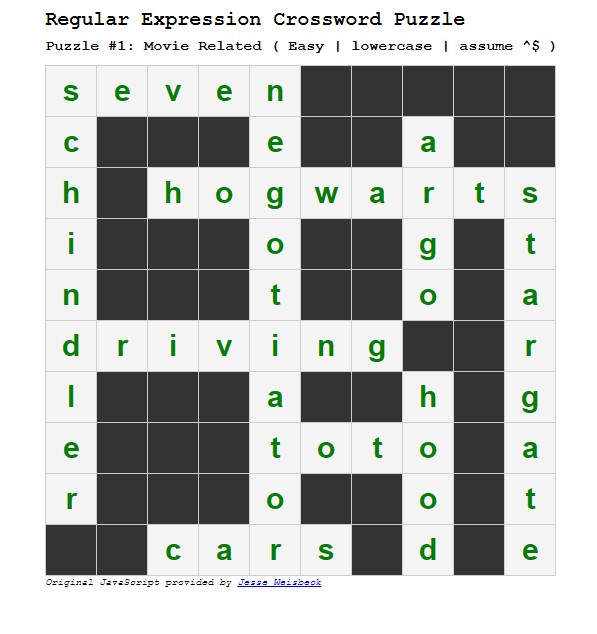 Regular Expression Crossword Puzzle
Puzzle #1: Movie Related ( Easy | lowercase | assume ^$ )
s e v e n
c e a
h h o g w a r t s
i o g t
n t o a
d r i v i n g r
l a h g
e t o t o o a
r o o t
c a r s d e
Original JavaScript provided by Jesse Weisbeck